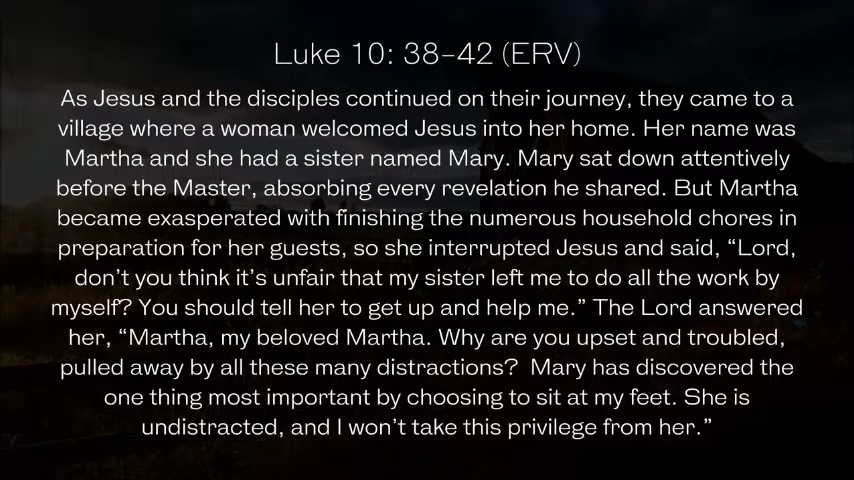 Luke 10: 38–42 (ERV)
As Jesus and the disciples continued on their journey, they came to a
village where a woman welcomed Jesus into her home. Her name was
Martha and she had a sister named Mary. Mary sat down attentively
before the Master, absorbing every revelation he shared. But Martha
became exasperated with finishing the numerous household chores in
preparation for her guests, so she interrupted Jesus and said, “Lord,
don’t you think it’s unfair that my sister left me to do all the work by
myself? You should tell her to get up and help me.” The Lord answered
her, “Martha, my beloved Martha. Why are you upset and troubled,
pulled away by all these many distractions?  Mary has discovered the
one thing most important by choosing to sit at my feet. She is
undistracted, and I won’t take this privilege from her.”